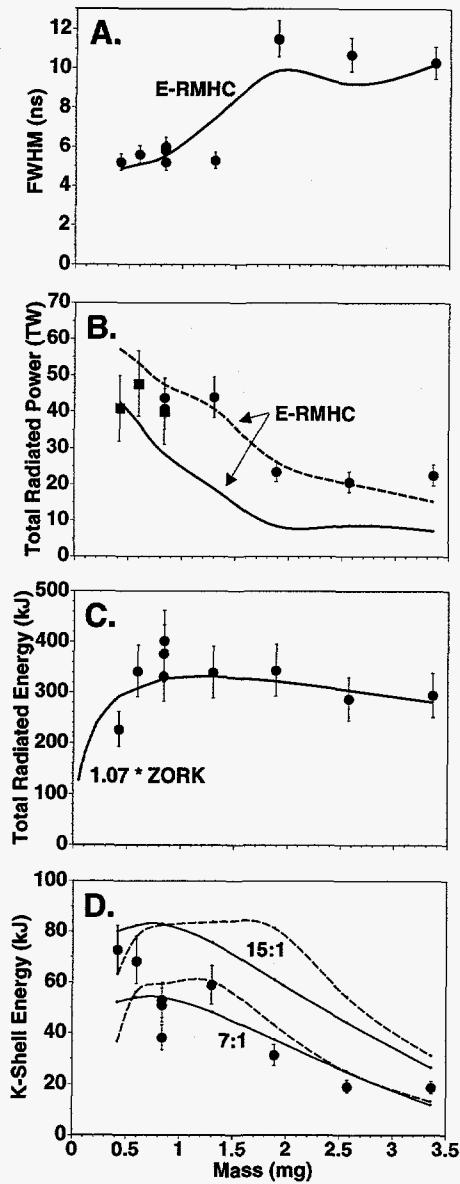 A.
12
10
8
6
4
2
0
FWHM (ns)
E-RMHC
B.
70
60
50
40
30
20
10
0
Total Radiated Power (TW)
E-RMHC
C.
500
400
300
200
100
0
Total Radiated Energy (kJ)
1.07 * ZORK
D.
100
80
60
40
20
0
K-Shell Energy (kJ)
15:1
7:1
0 0.5 1 1.5 2 2.5 3 3.5
Mass (mg)